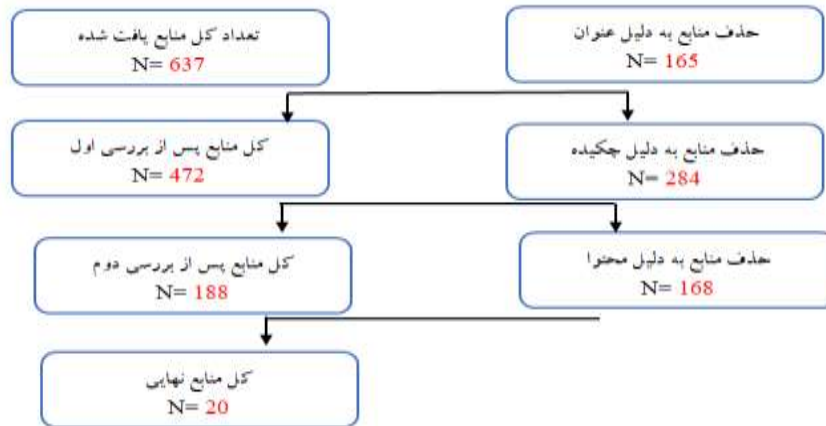 تعداد کل منابع یافت شده
N= 637
حذف منابع به دلیل عنوان
N= 165
کل منابع پس از بررسی اول
N= 472
حذف منابع به دلیل چکیده
N= 284
کل منابع پس از بررسی دوم
N= 188
حذف منابع به دلیل محتوا
N= 168
کل منابع نهایی
N= 20